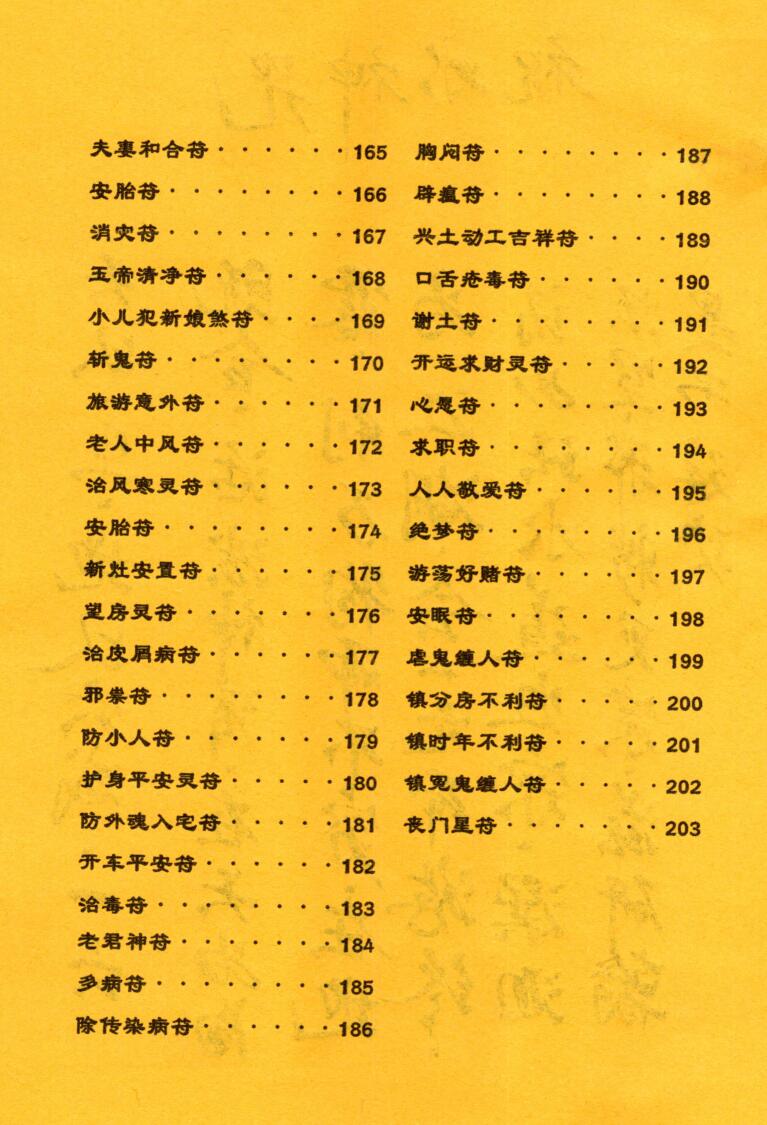 夫妻和合符······165
安胎符········166
消灾符········167
玉帝清净符······168
小儿犯新娘煞符····169
斩鬼符········170
旅游意外符······171
老人中风符······172
治风寒灵符······173
安胎符········174
新灶安置符······175
望房灵符·······176
治皮屑病符······177
邪祟符········178
防小人符·······179
护身平安灵符·····180
防外魂入宅符·····181
开车平安符······182
治毒符········183
老君神符·······184
多病符········185
除传染病符······186
胸闷符········187
辟瘟符········188
兴土动工吉祥符····189
口舌疮毒符······190
谢土符········191
开运求财灵符·····192
心愿符········193
求职符········194
人人敬爱符······195
绝梦符········196
游荡好赌符······197
安眠符········198
虐鬼缠人符······199
镇分房不利符·····200
镇时年不利符·····201
镇冤鬼缠人符·····202
丧门星符·······203